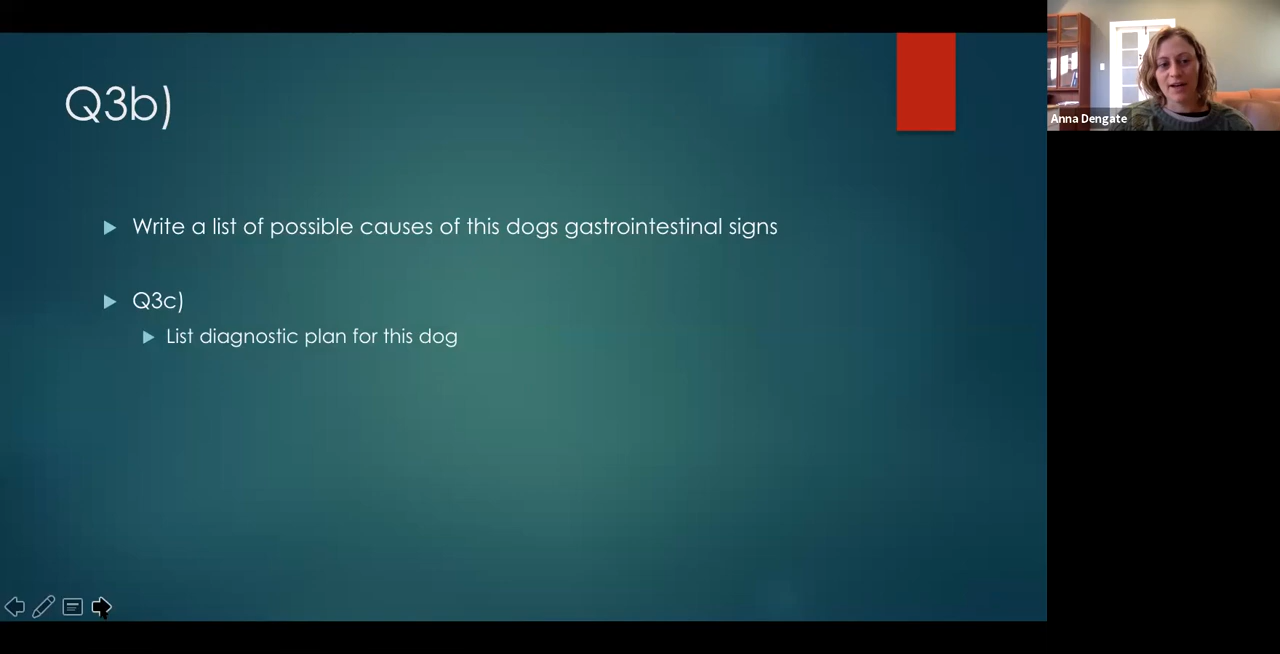 Q3b)
Write a list of possible causes of this dogs gastrointestinal signs
Q3c)
List diagnostic plan for this dog
Anna Dengate